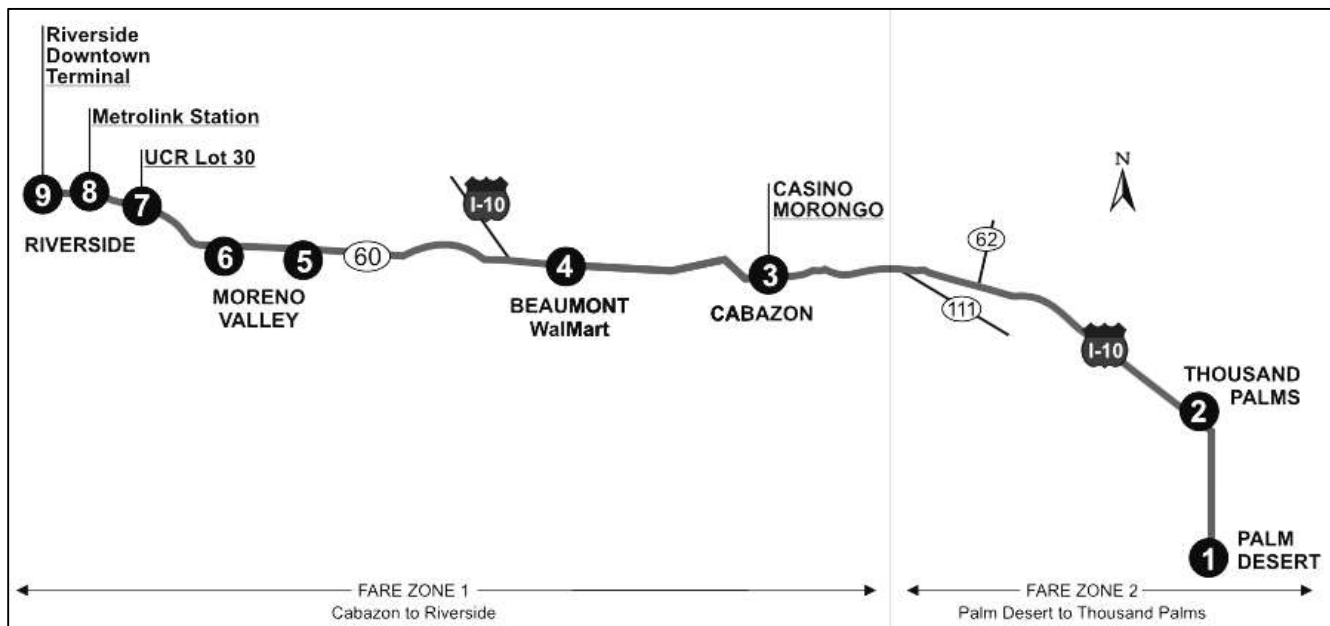 Riverside
Downtown
Terminal
Metrolink Station
UCR Lot 30
9
8
7
RIVERSIDE
6
5
60
MORENO
VALLEY
I-10
4
BEAUMONT
WalMart
CASINO
MORONGO
3
CABAZON
N
62
111
I-10
THOUSAND
PALMS
2
PALM
DESERT
1
FARE ZONE 1
Cabazon to Riverside
FARE ZONE 2
Palm Desert to Thousand Palms